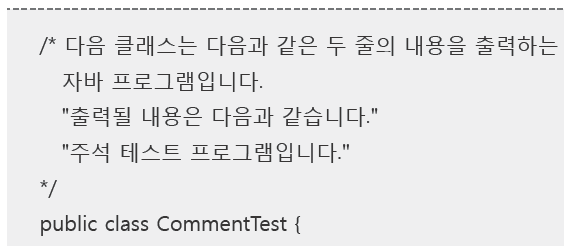 /* 다음 클래스는 다음과 같은 두 줄의 내용을 출력하는
자바 프로그램입니다.
"출력될 내용은 다음과 같습니다."
"주석 테스트 프로그램입니다."
*/
public class CommentTest {